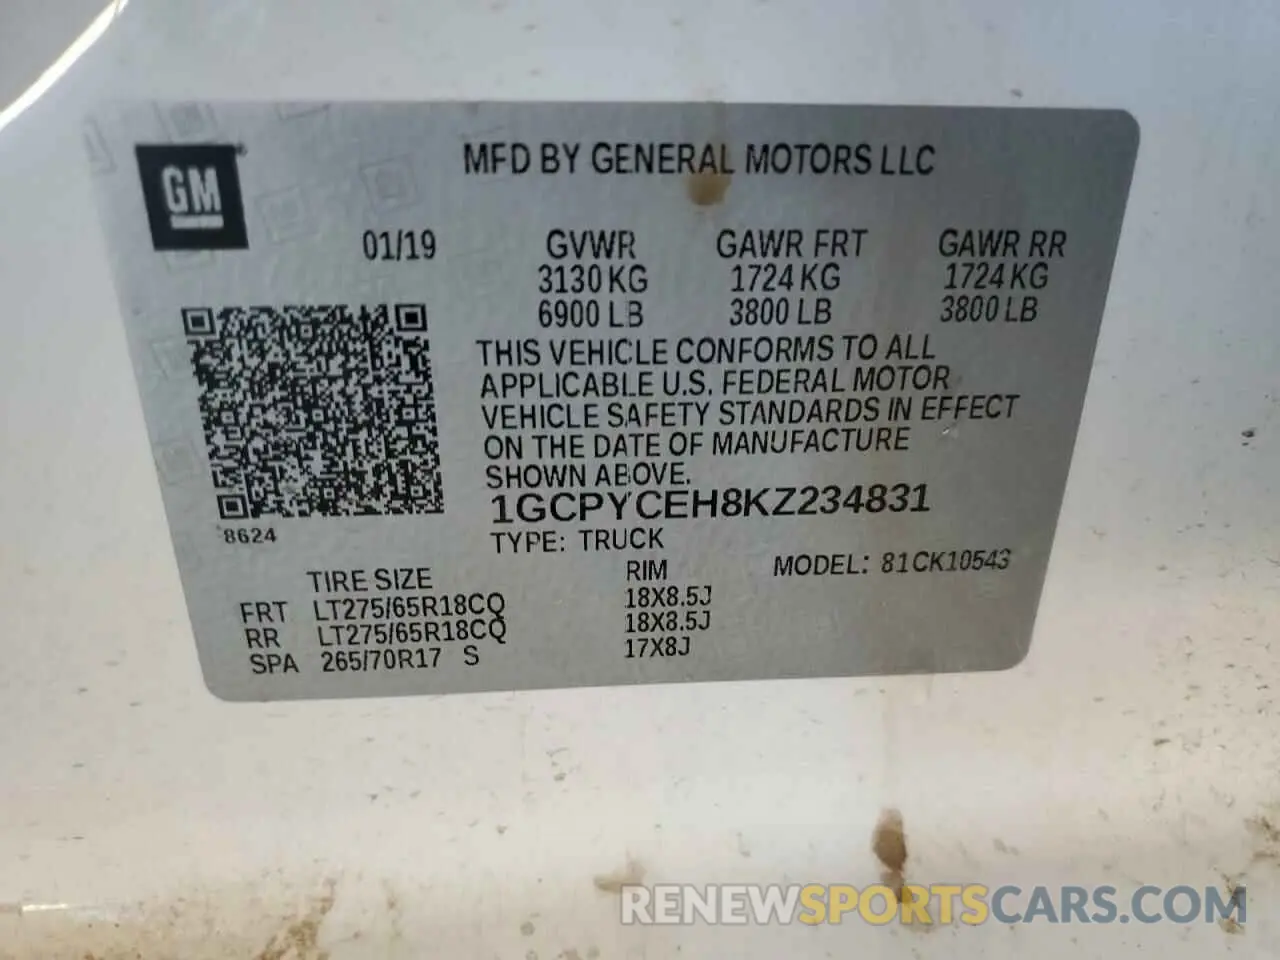 GM
MFD BY GENERAL MOTORS LLC
01/19
GVWR GAWR FRT GAWR RR
3130 KG 1724 KG 1724 KG
6900 LB 3800 LB 3800 LB
THIS VEHICLE CONFORMS TO ALL
APPLICABLE U.S. FEDERAL MOTOR
VEHICLE SAFETY STANDARDS IN EFFECT
ON THE DATE OF MANUFACTURE
SHOWN ABOVE.
1GCPYCEH8KZ234831
8624
TYPE: TRUCK
MODEL: 81CK10543
TIRE SIZE RIM
FRT LT275/65R18CQ 18X8.5J
RR LT275/65R18CQ 18X8.5J
SPA 265/70R17 S 17X8J
RENEWSPORTSCARS.COM